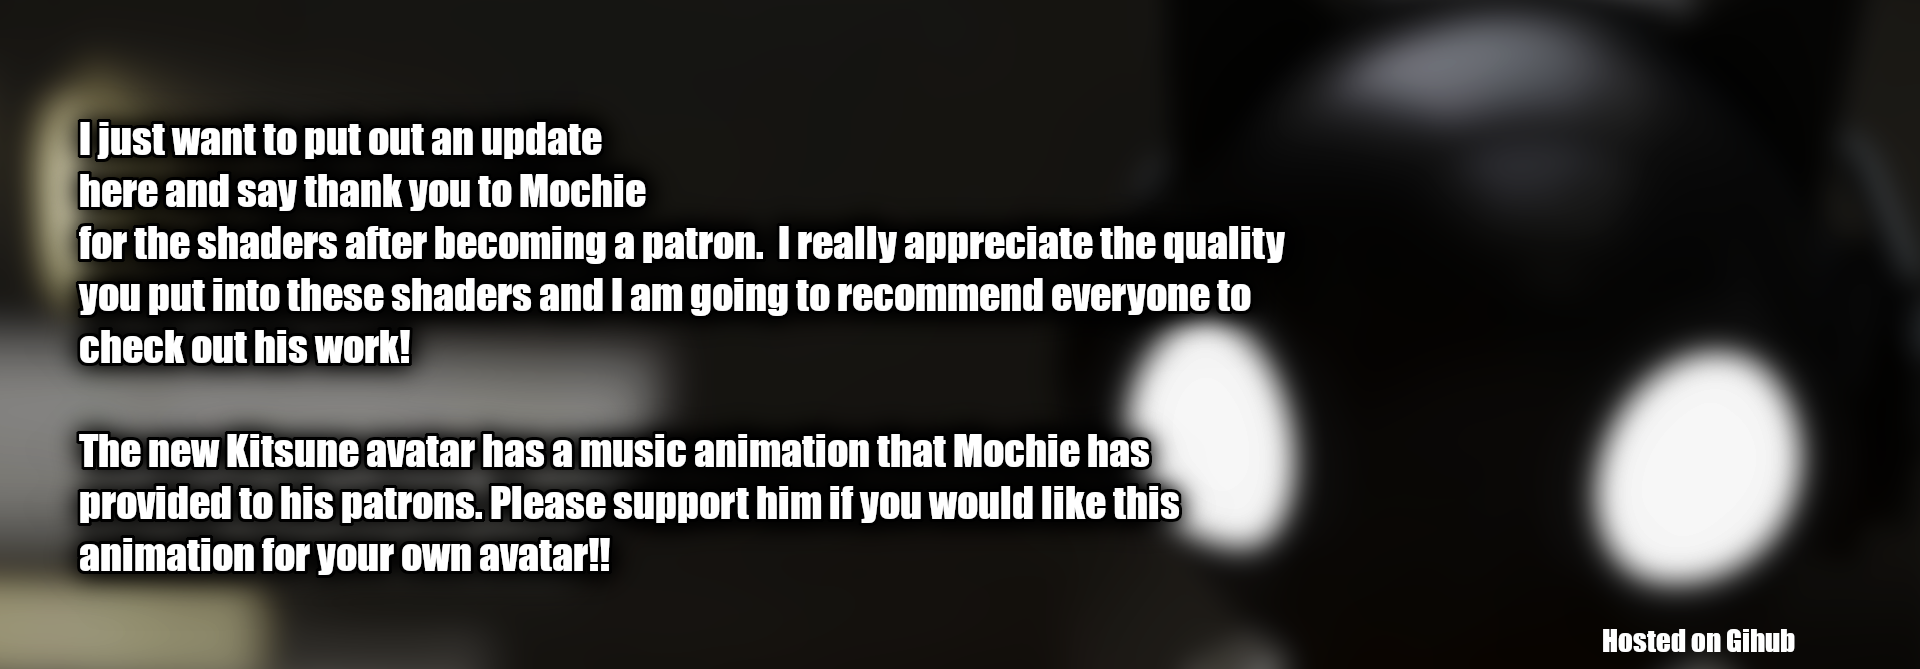 I just want to put out an update
here and say thank you to Mochie
for the shaders after becoming a patron.  I really appreciate the quality
you put into these shaders and I am going to recommend everyone to
check out his work!
The new Kitsune avatar has a music animation that Mochie has
provided to his patrons. Please support him if you would like this
animation for your own avatar!!
Hosted on Gihub